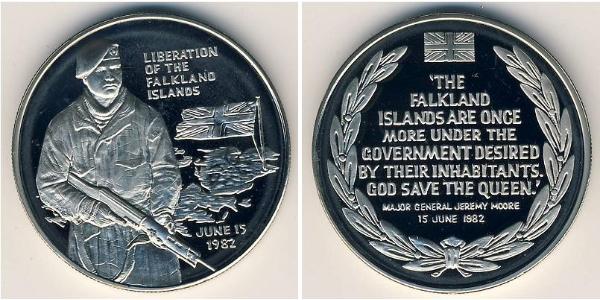 LIBERATION
OF THE
FALKLAND
ISLANDS
JUNE 15
1982
'THE
FALKLAND
ISLANDS ARE ONCE
MORE UNDER THE
GOVERNMENT DESIRED
BY THEIR INHABITANTS.
GOD SAVE THE QUEEN.'
MAJOR GENERAL JEREMY MOORE
15 JUNE 1982